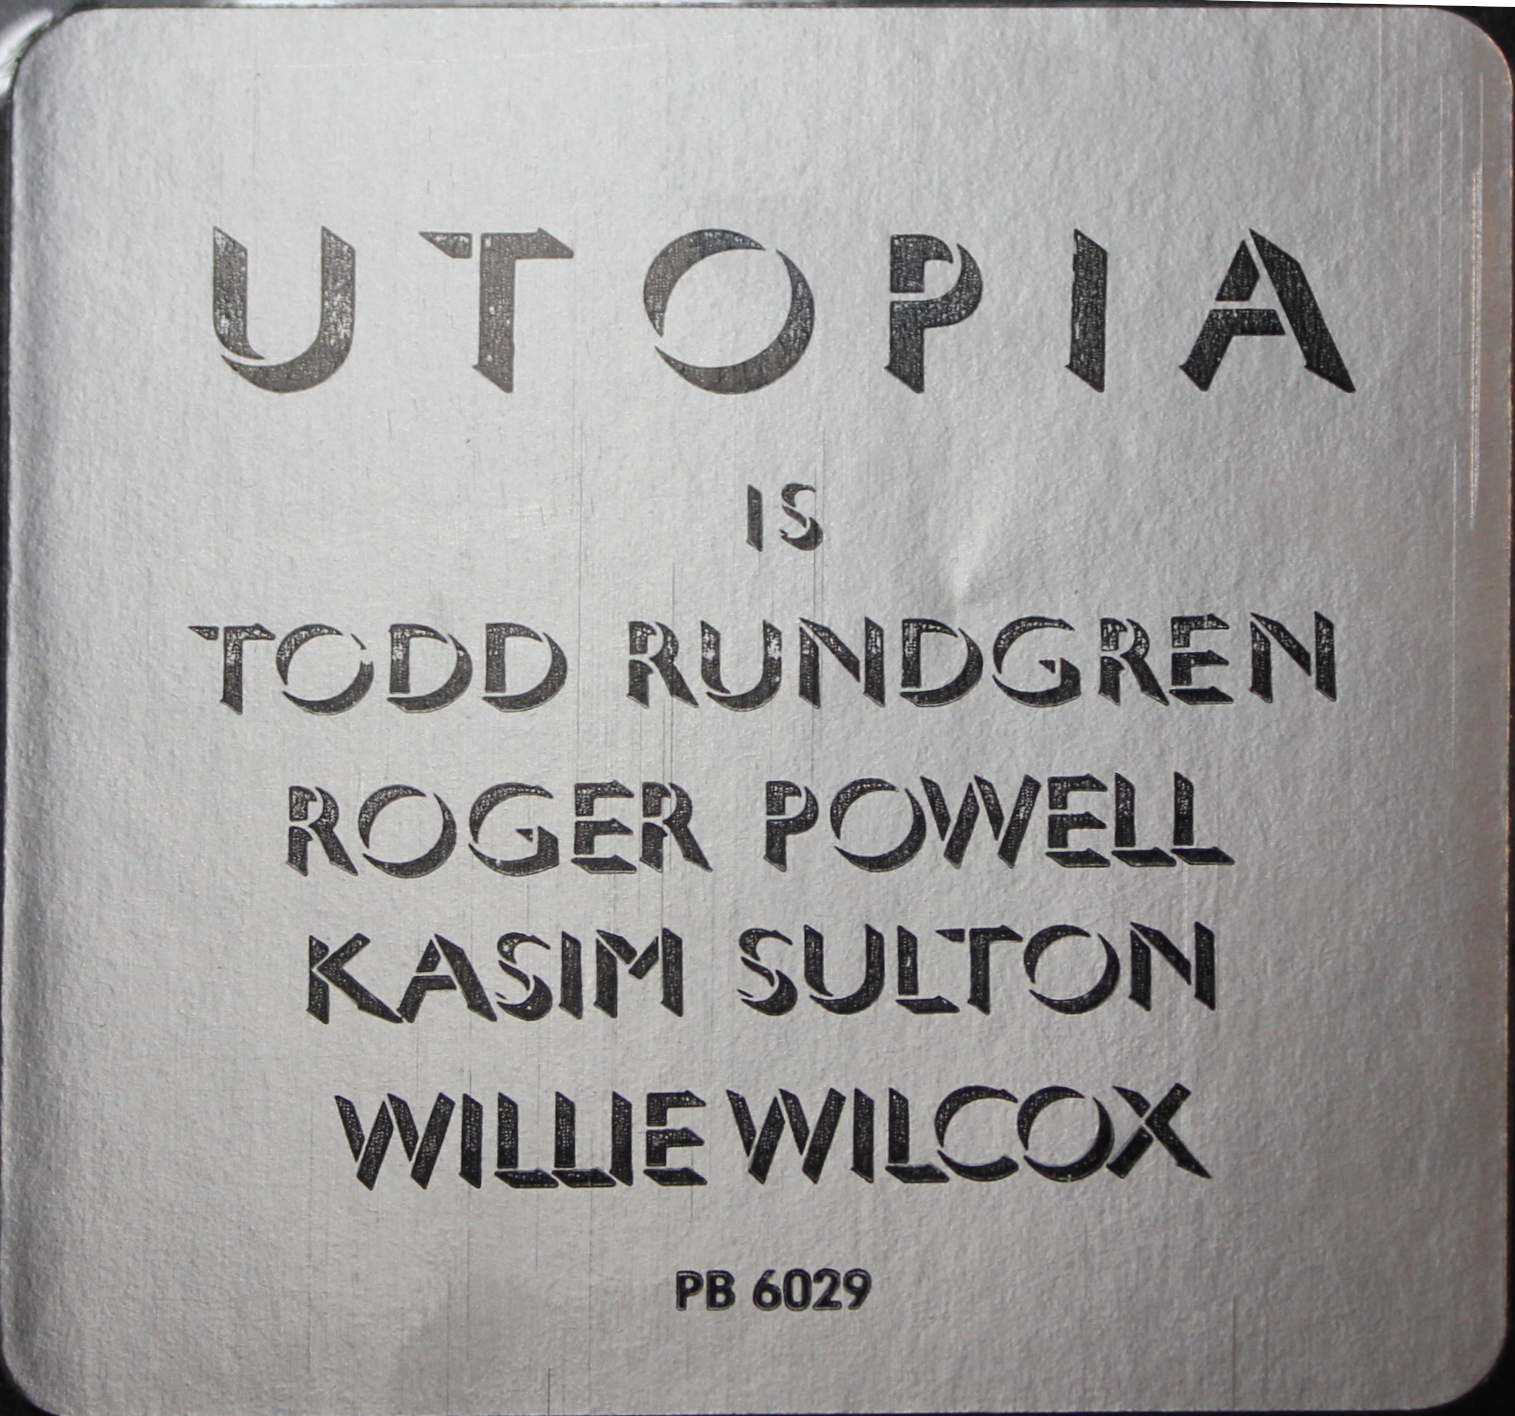 UTOPIA
IS
TODD RUNDGREN
ROGER POWELL
KASIM SULTON
WILLIE WILCOX
PB 6029